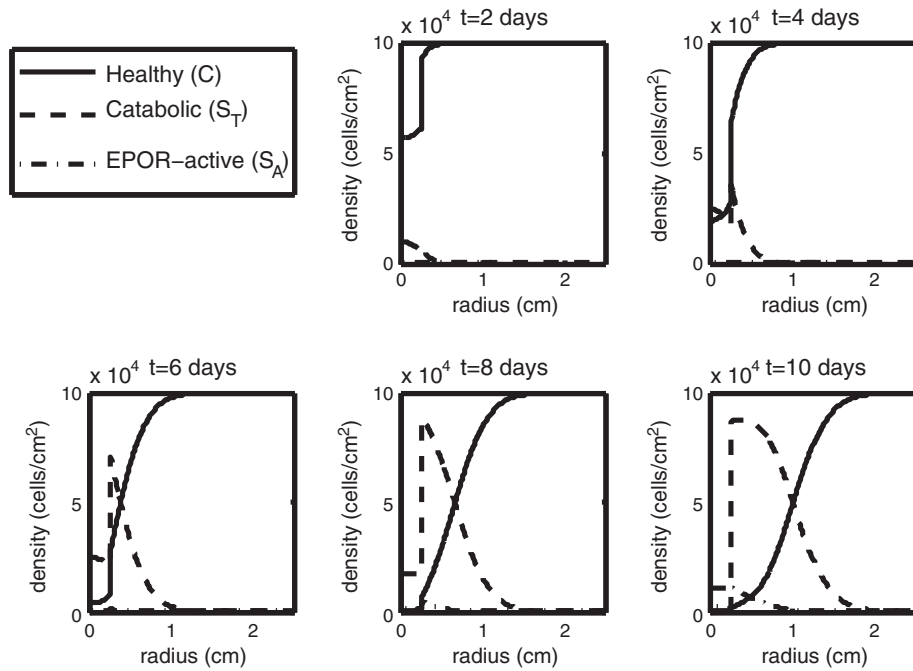 Healthy (C)
Catabolic (S_T)
EPOR−active (S_A)
x 10^4 t=2 days
10
5
0
density (cells/cm^2)
0 1 2
radius (cm)
x 10^4 t=4 days
10
5
0
density (cells/cm^2)
0 1 2
radius (cm)
x 10^4 t=6 days
10
5
0
density (cells/cm^2)
0 1 2
radius (cm)
x 10^4 t=8 days
10
5
0
density (cells/cm^2)
0 1 2
radius (cm)
x 10^4 t=10 days
10
5
0
density (cells/cm^2)
0 1 2
radius (cm)